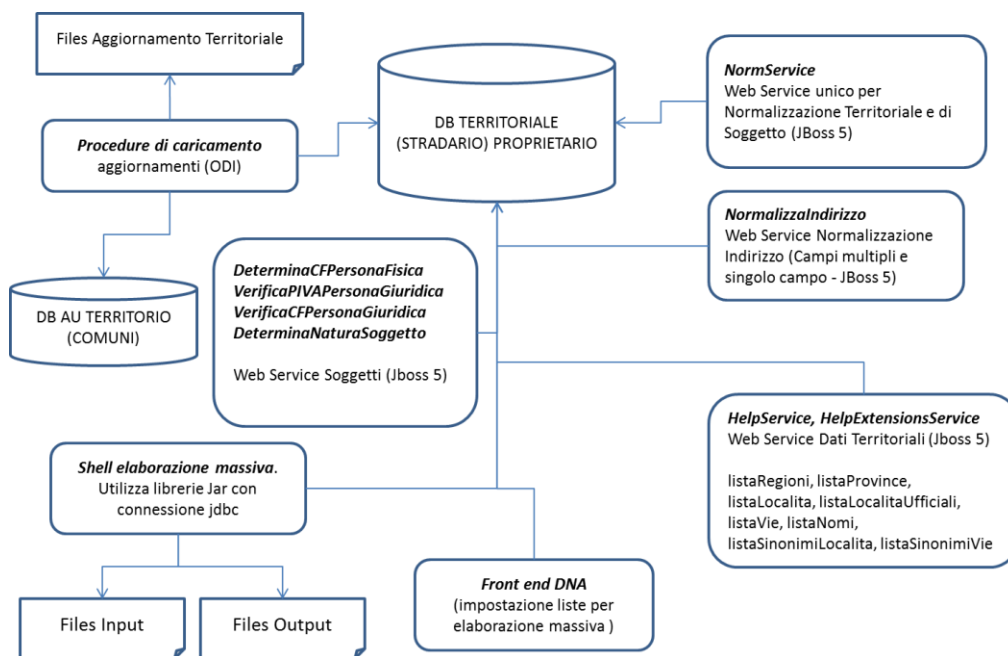 Files Aggiornamento Territoriale
Procedure di caricamento
aggiornamenti (ODI)
DB AU TERRITORIO
(COMUNI)
DB TERRITORIALE
(STRADARIO) PROPRIETARIO
NormService
Web Service unico per
Normalizzazione Territoriale e di
Soggetto (JBoss 5)
NormalizzaIndirizzo
Web Service Normalizzazione
Indirizzo (Campi multipli e
singolo campo - JBoss 5)
DeterminaCFPersonaFisica
VerificaPIVAPersonaGiuridica
VerificaCFPersonaGiuridica
DeterminaNaturaSoggetto
Web Service Soggetti (Jboss 5)
HelpService, HelpExtensionsService
Web Service Dati Territoriali (Jboss 5)
listaRegioni, listaProvince,
listaLocalita, listaLocalitaUfficiali,
listaVie, listaNomi,
listaSinonimiLocalita, listaSinonimiVie
Shell elaborazione massiva.
Utilizza librerie Jar con
connessione jdbc
Files Input
Files Output
Front end DNA
(impostazione liste per
elaborazione massiva )